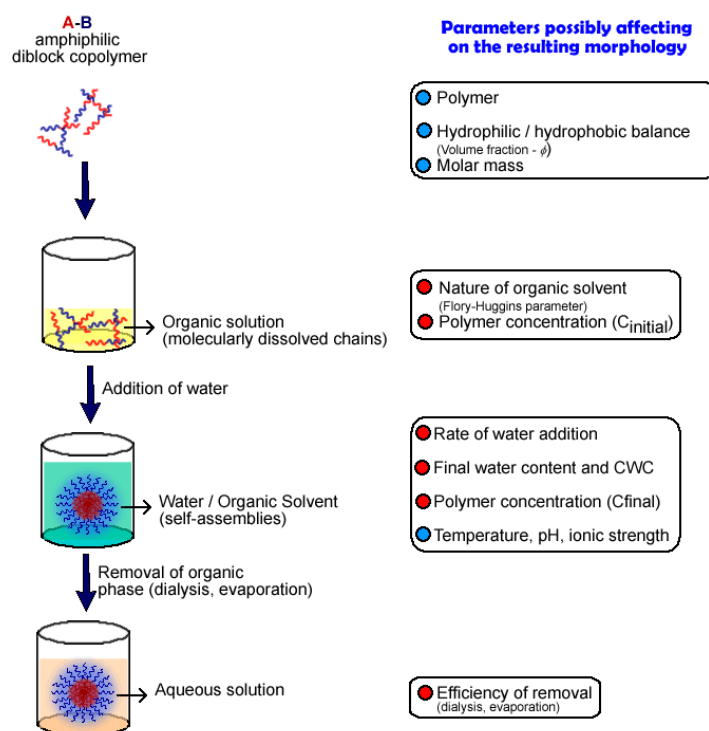 A-B
amphiphilic
diblock copolymer
Parameters possibly affecting
on the resulting morphology
Polymer
Hydrophilic / hydrophobic balance
(Volume fraction - ϕ)
Molar mass
Organic solution
(molecularly dissolved chains)
Nature of organic solvent
(Flory-Huggins parameter)
Polymer concentration (Cinitial)
Addition of water
Water / Organic Solvent
(self-assemblies)
Rate of water addition
Final water content and CWC
Polymer concentration (Cfinal)
Temperature, pH, ionic strength
Removal of organic
phase (dialysis, evaporation)
Aqueous solution
Efficiency of removal
(dialysis, evaporation)